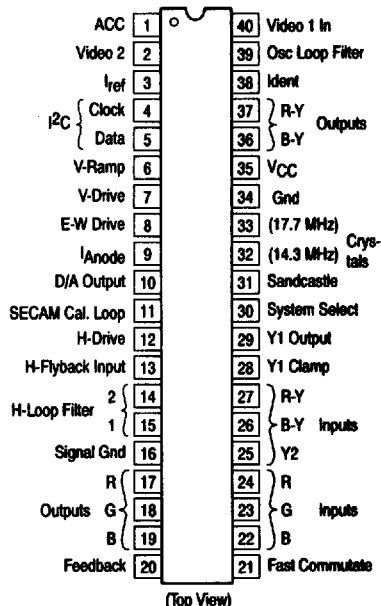 ACC 1 40 Video 1 In
Video 2 2 39 Osc Loop Filter
Iref 3 38 Ident
I2C Clock 4 37 R-Y Outputs
Data 5 36 B-Y
V-Ramp 6 35 VCC
V-Drive 7 34 Gnd
E-W Drive 8 33 (17.7 MHz) Crys-
IAnode 9 32 (14.3 MHz) tals
D/A Output 10 31 Sandcastle
SECAM Cal. Loop 11 30 System Select
H-Drive 12 29 Y1 Output
H-Flyback Input 13 28 Y1 Clamp
H-Loop Filter 2 14 27 R-Y
1 15 26 B-Y Inputs
Signal Gnd 16 25 Y2
R 17 24 R
Outputs G 18 23 G Inputs
B 19 22 B
Feedback 20 21 Fast Commutate
(Top View)